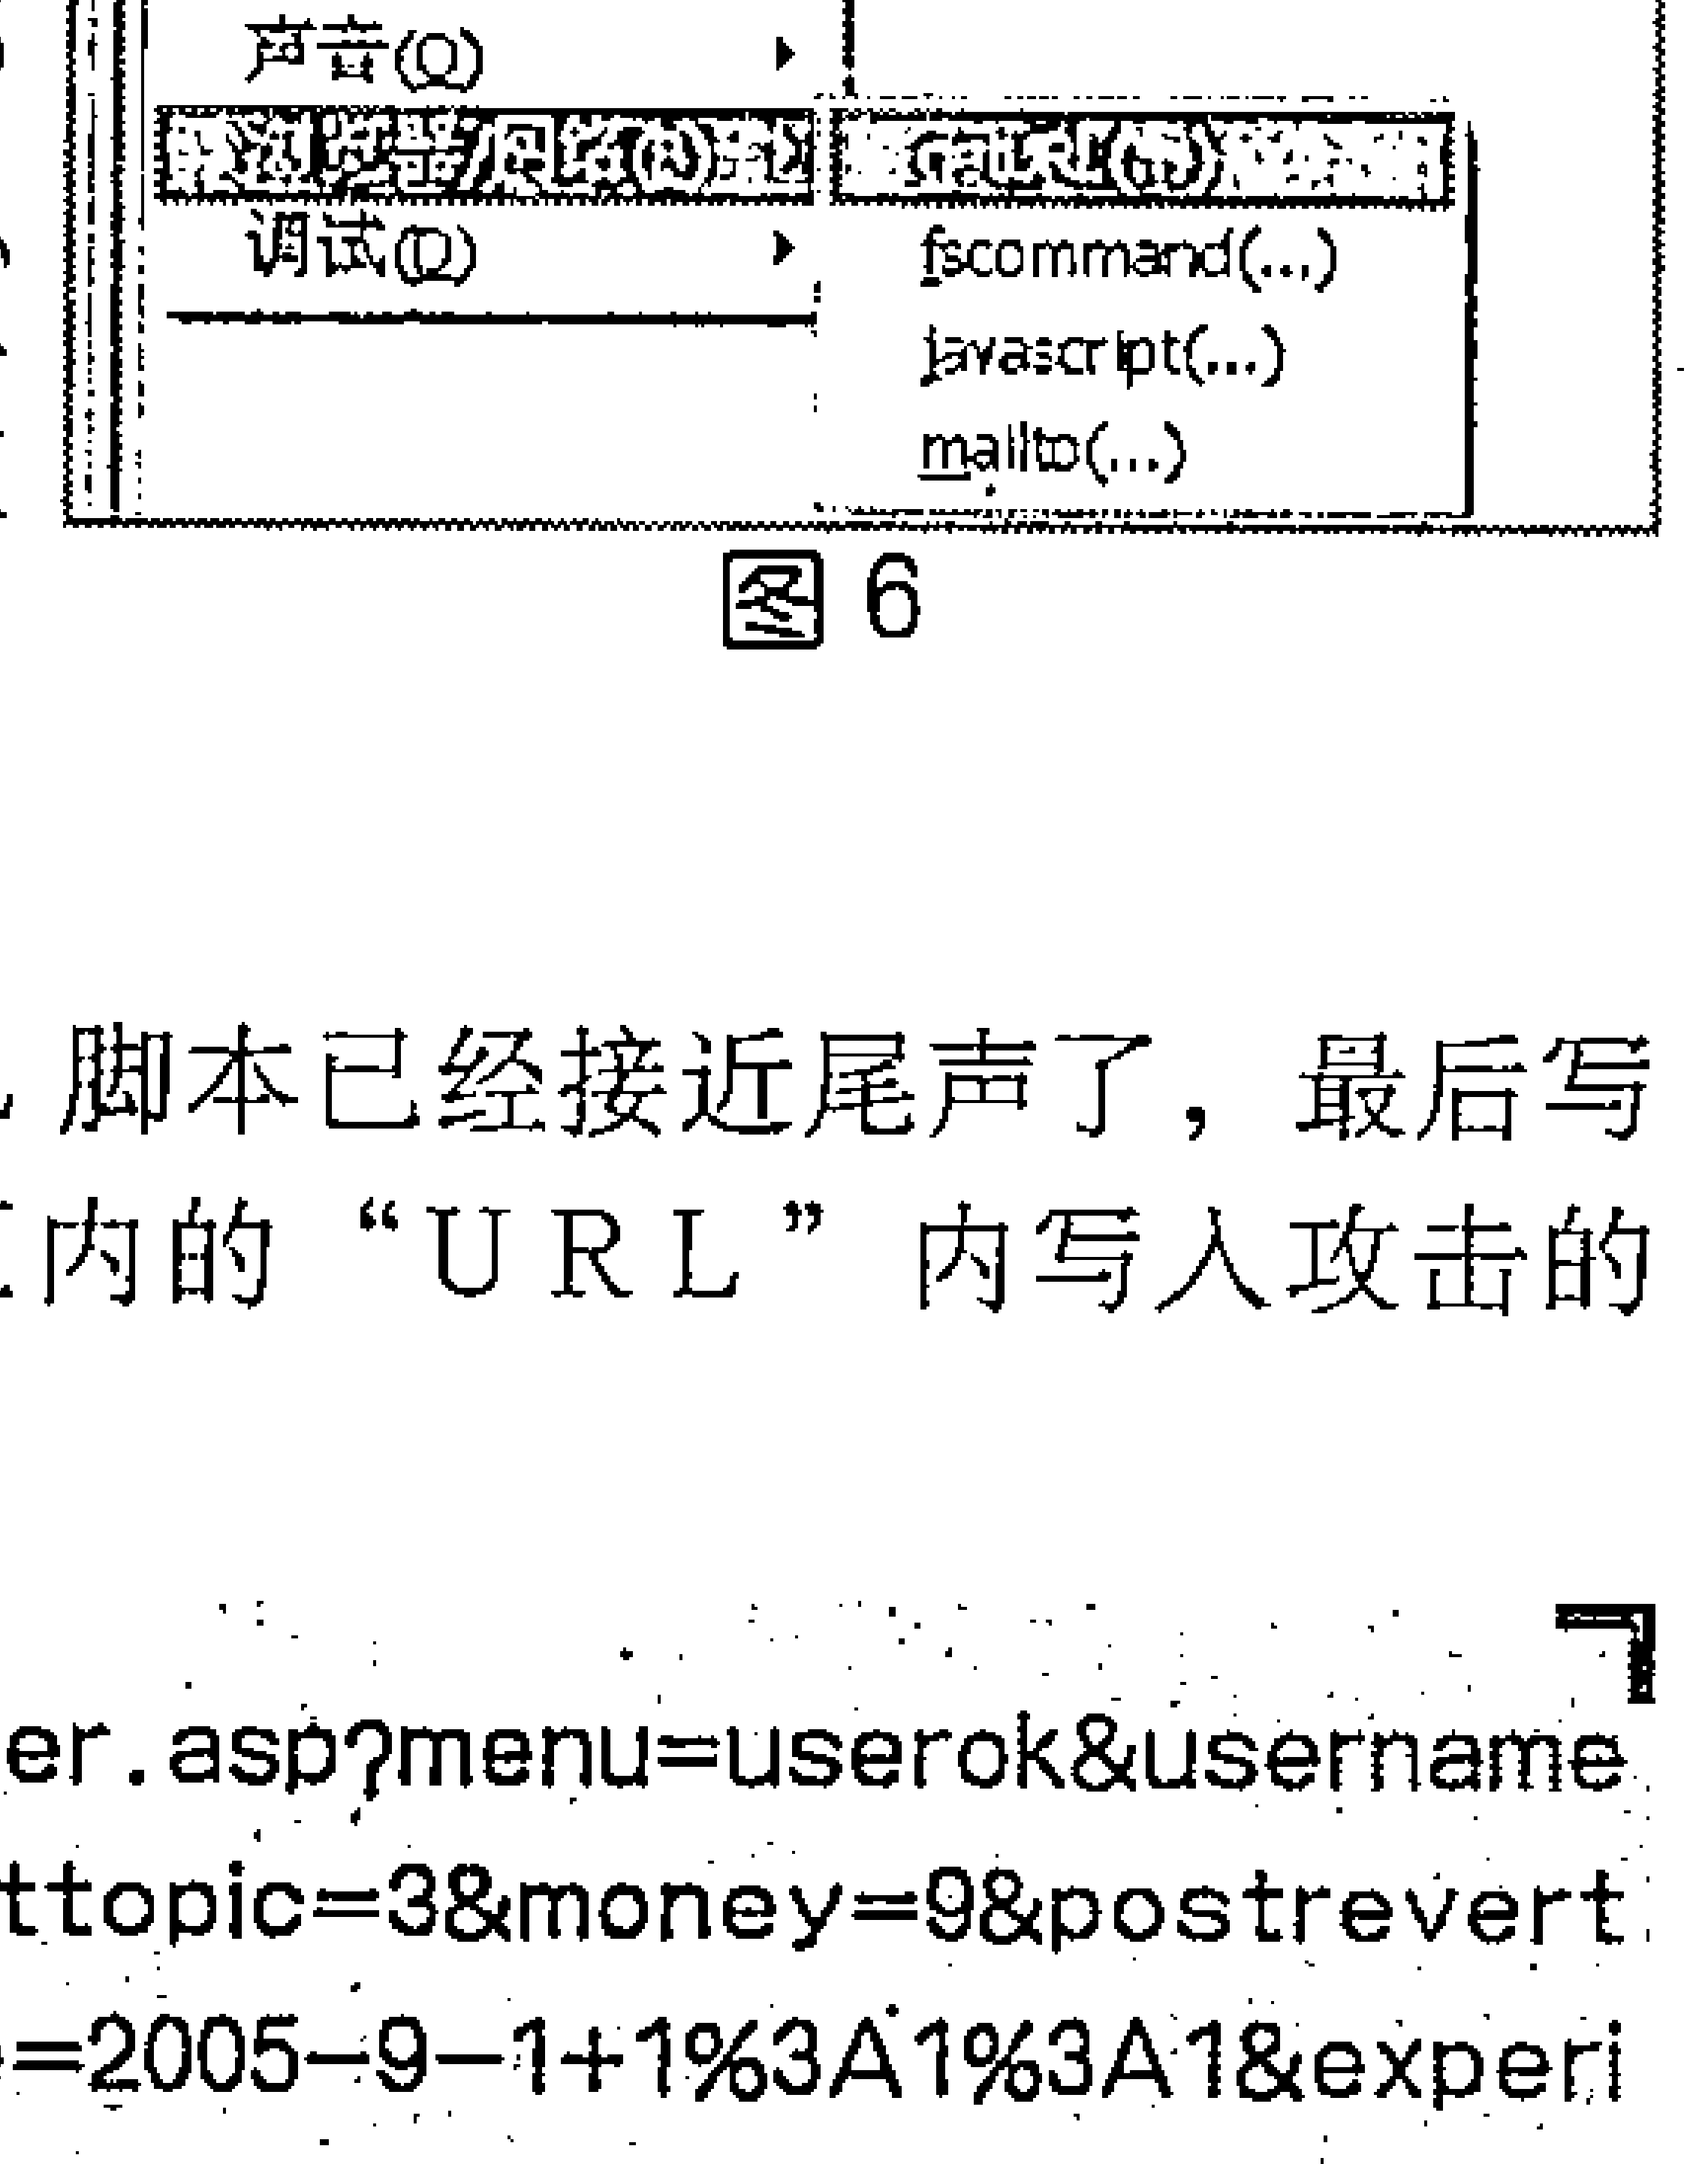 声音(O)
getURL(...)
调试(D)
fscommand(...)
javascript(...)
mailto(...)
图 6
脚本已经接近尾声了，最后写
内的“URL”内写入攻击的
er.asp?menu=userok&username
ttopic=3&money=9&postrevert
=2005-9-1+1%3A1%3A1&experi